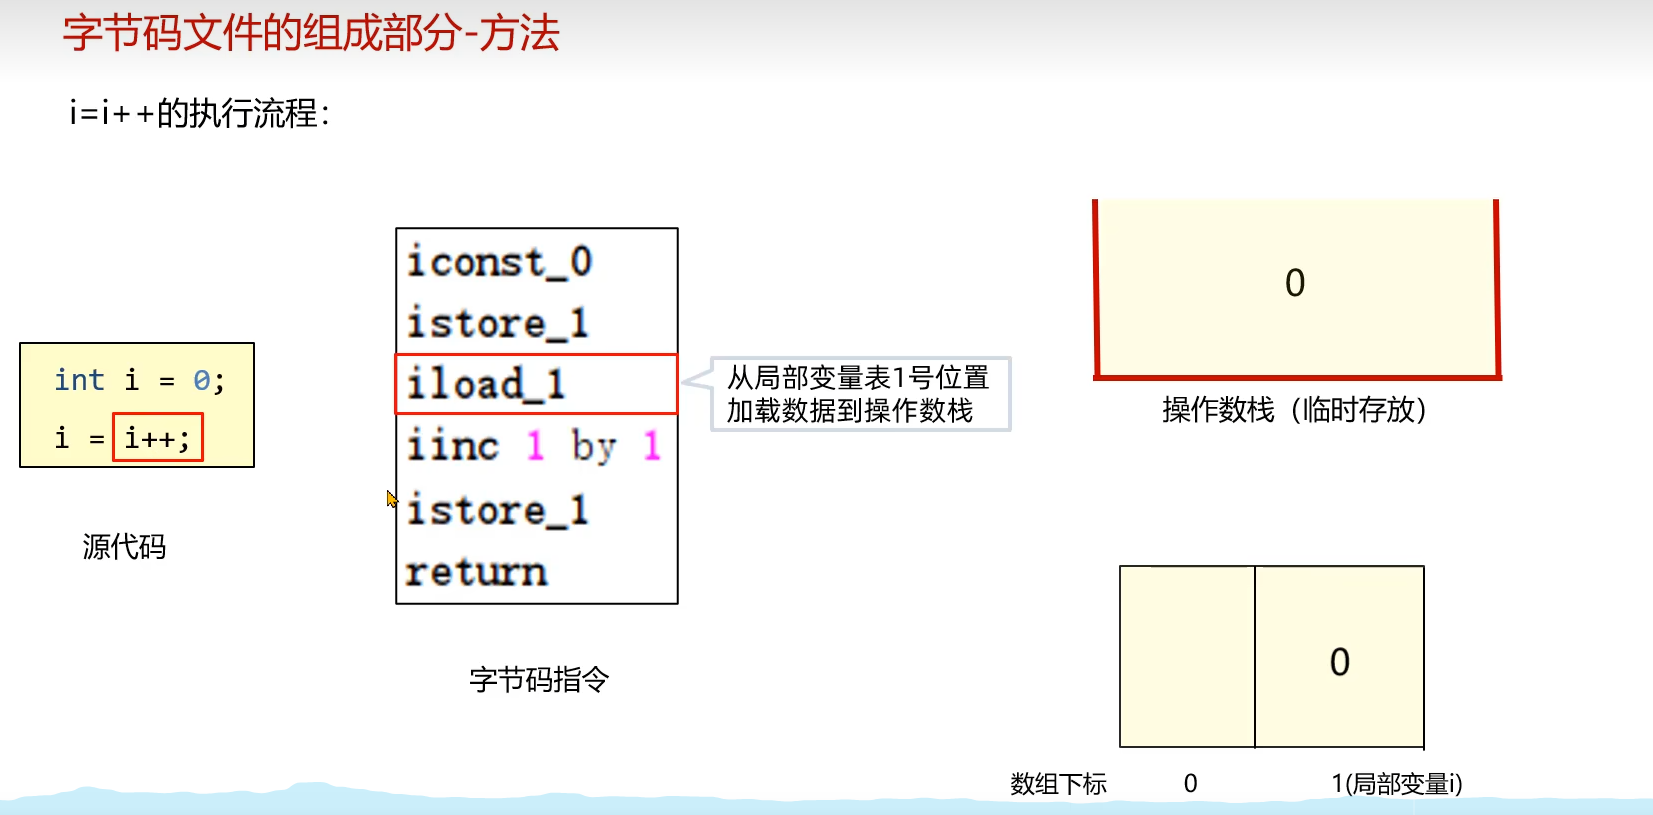 字节码文件的组成部分-方法
i=i++的执行流程：
int i = 0;
i = i++;
源代码
iconst_0
istore_1
iload_1
iinc 1 by 1
istore_1
return
字节码指令
从局部变量表1号位置
加载数据到操作数栈
0
操作数栈（临时存放）
0
数组下标 0 1(局部变量i)